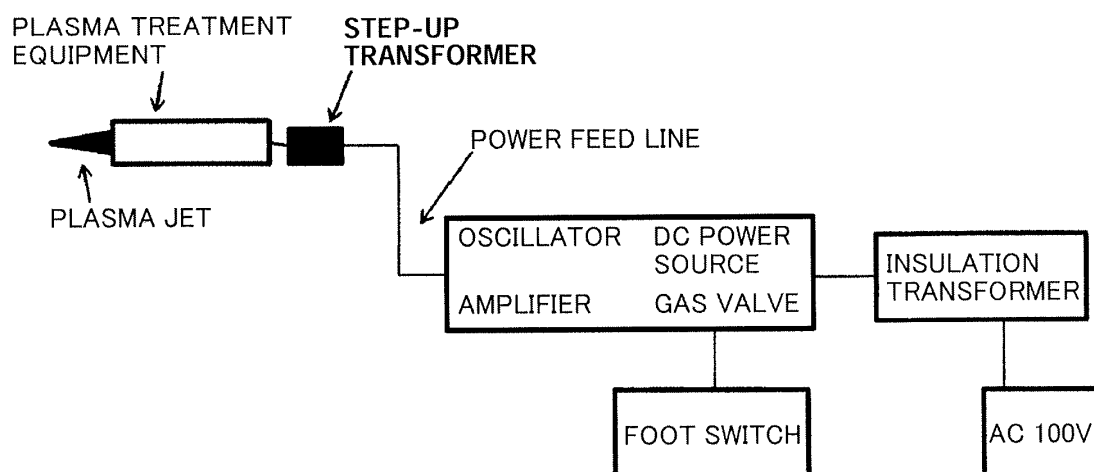 PLASMA TREATMENT
EQUIPMENT
STEP-UP
TRANSFORMER
POWER FEED LINE
PLASMA JET
OSCILLATOR
DC POWER
SOURCE
AMPLIFIER
GAS VALVE
INSULATION
TRANSFORMER
FOOT SWITCH
AC 100V